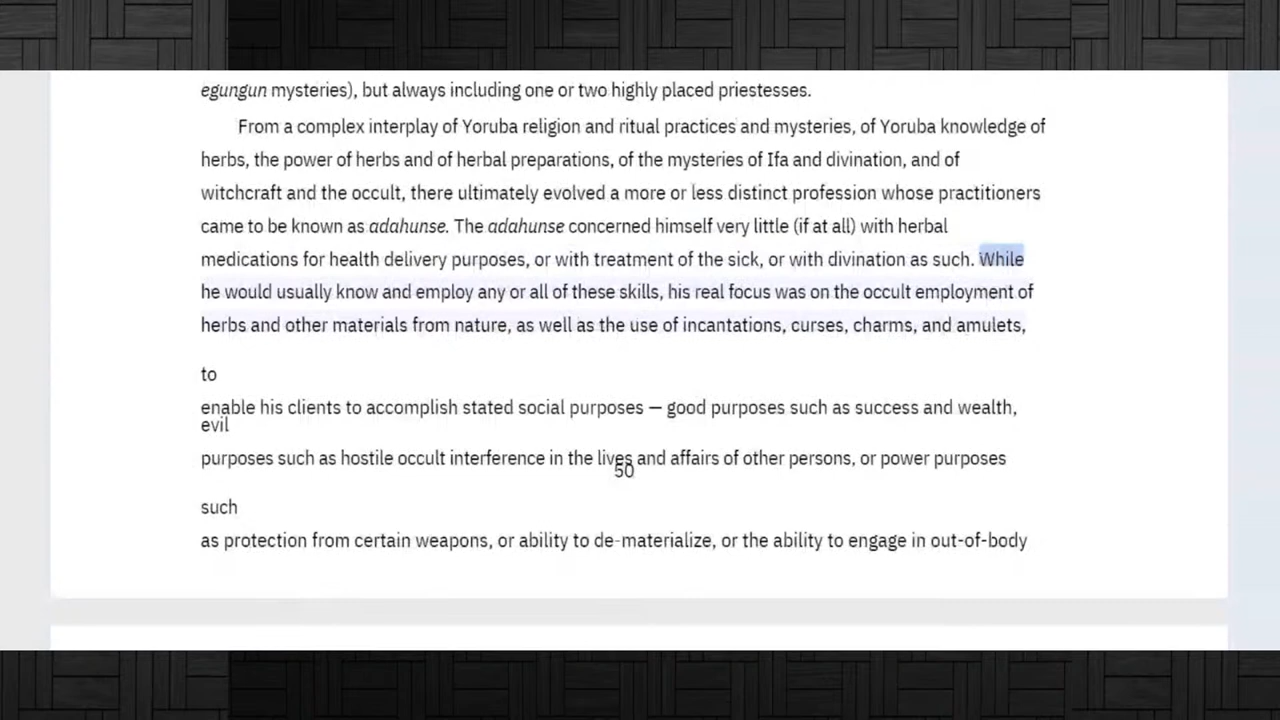 egungun mysteries), but always including one or two highly placed priestesses.
From a complex interplay of Yoruba religion and ritual practices and mysteries, of Yoruba knowledge of
herbs, the power of herbs and of herbal preparations, of the mysteries of Ifa and divination, and of
witchcraft and the occult, there ultimately evolved a more or less distinct profession whose practitioners
came to be known as adahunse. The adahunse concerned himself very little (if at all) with herbal
medications for health delivery purposes, or with treatment of the sick, or with divination as such. While
he would usually know and employ any or all of these skills, his real focus was on the occult employment of
herbs and other materials from nature, as well as the use of incantations, curses, charms, and amulets,
to
enable his clients to accomplish stated social purposes — good purposes such as success and wealth,
evil
purposes such as hostile occult interference in the lives and affairs of other persons, or power purposes
50
such
as protection from certain weapons, or ability to de-materialize, or the ability to engage in out-of-body